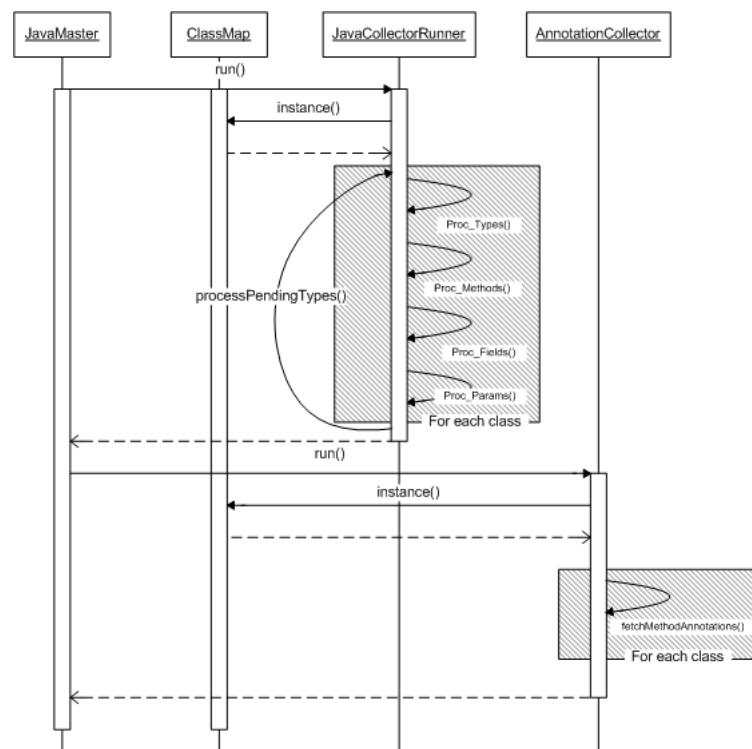 JavaMaster
ClassMap
JavaCollectorRunner
AnnotationCollector
run()
instance()
Proc_Types()
Proc_Methods()
processPendingTypes()
Proc_Fields()
Proc_Params()
For each class
run()
instance()
fetchMethodAnnotations()
For each class